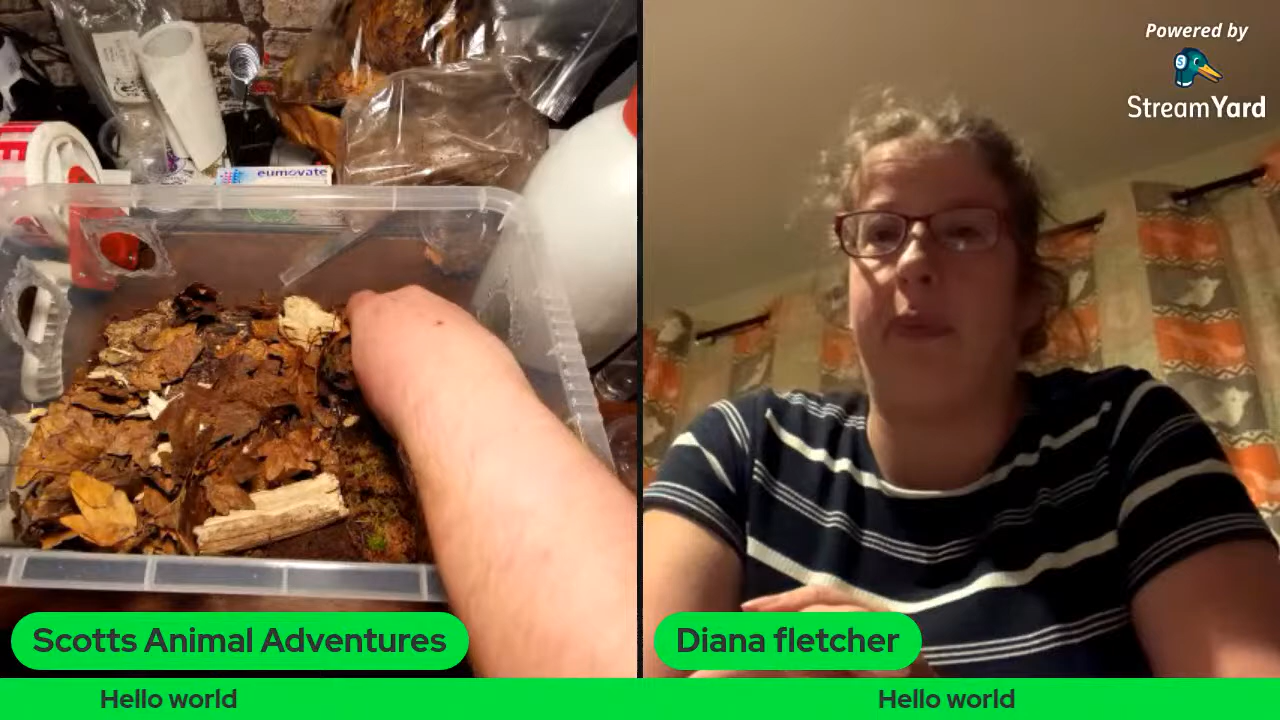 Powered by
StreamYard
eumovate
Scotts Animal Adventures
Diana fletcher
Hello world
Hello world